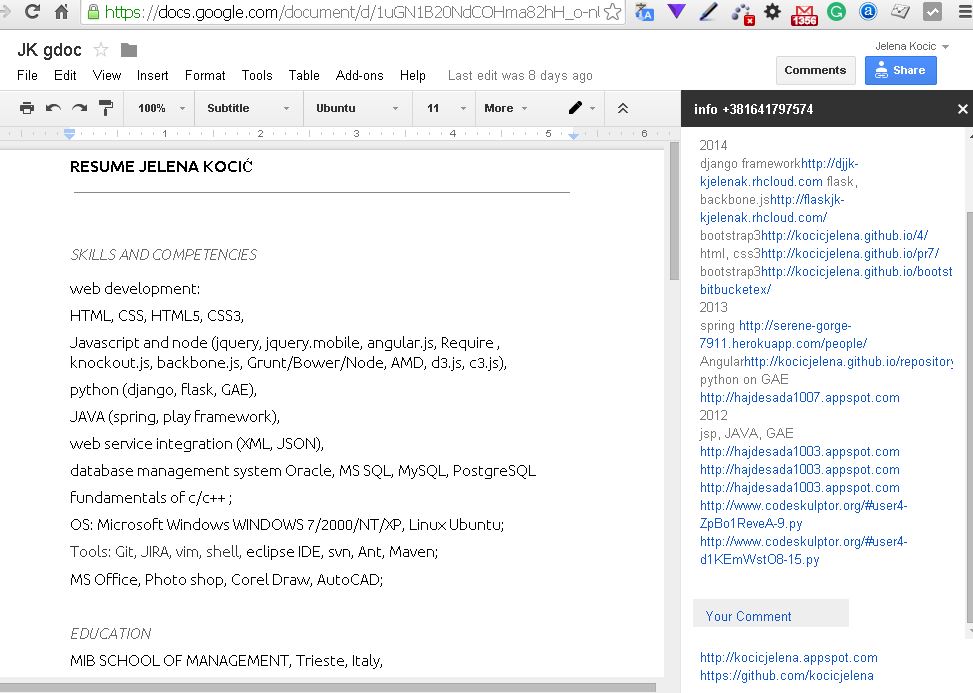 https://docs.google.com/document/d/1uGN1B20NdCOHma82hH_o-nU
1356
JK gdoc
Jelena Kocic
File Edit View Insert Format Tools Table Add-ons Help Last edit was 8 days ago
Comments
Share
100% Subtitle Ubuntu 11 More
info +381641797574
1 2 3 4 5 6
RESUME JELENA KOCIĆ
SKILLS AND COMPETENCIES
web development:
HTML, CSS, HTML5, CSS3,
Javascript and node (jquery, jquery.mobile, angular.js, Require ,
knockout.js, backbone.js, Grunt/Bower/Node, AMD, d3.js, c3.js),
python (django, flask, GAE),
JAVA (spring, play framework),
web service integration (XML, JSON),
database management system Oracle, MS SQL, MySQL, PostgreSQL
fundamentals of c/c++ ;
OS: Microsoft Windows WINDOWS 7/2000/NT/XP, Linux Ubuntu;
Tools: Git, JIRA, vim, shell, eclipse IDE, svn, Ant, Maven;
MS Office, Photo shop, Corel Draw, AutoCAD;
EDUCATION
MIB SCHOOL OF MANAGEMENT, Trieste, Italy,
2014
django frameworkhttp://djjk-
kjelenak.rhcloud.com flask,
backbone.jshttp://flaskjk-
kjelenak.rhcloud.com/
bootstrap3http://kocicjelena.github.io/4/
html, css3http://kocicjelena.github.io/pr7/
bootstrap3http://kocicjelena.github.io/bootst
bitbucketex/
2013
spring http://serene-gorge-
7911.herokuapp.com/people/
Angularhttp://kocicjelena.github.io/repository
python on GAE
http://hajdesada1007.appspot.com
2012
jsp, JAVA, GAE
http://hajdesada1003.appspot.com
http://hajdesada1003.appspot.com
http://hajdesada1003.appspot.com
http://www.codeskulptor.org/#user4-
ZpBo1ReveA-9.py
http://www.codeskulptor.org/#user4-
d1KEmWstO8-15.py
Your Comment
http://kocicjelena.appspot.com
https://github.com/kocicjelena